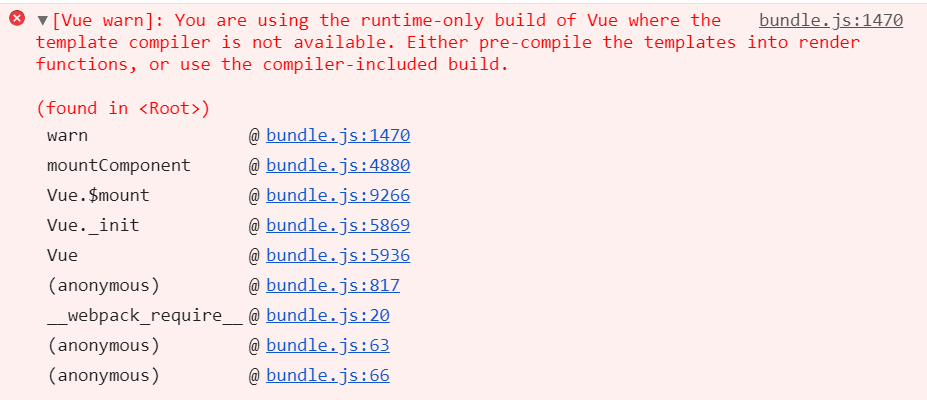 ▼[Vue warn]: You are using the runtime-only build of Vue where the bundle.js:1470
template compiler is not available. Either pre-compile the templates into render
functions, or use the compiler-included build.
(found in <Root>)
warn @ bundle.js:1470
mountComponent @ bundle.js:4880
Vue.$mount @ bundle.js:9266
Vue._init @ bundle.js:5869
Vue @ bundle.js:5936
(anonymous) @ bundle.js:817
__webpack_require__ @ bundle.js:20
(anonymous) @ bundle.js:63
(anonymous) @ bundle.js:66